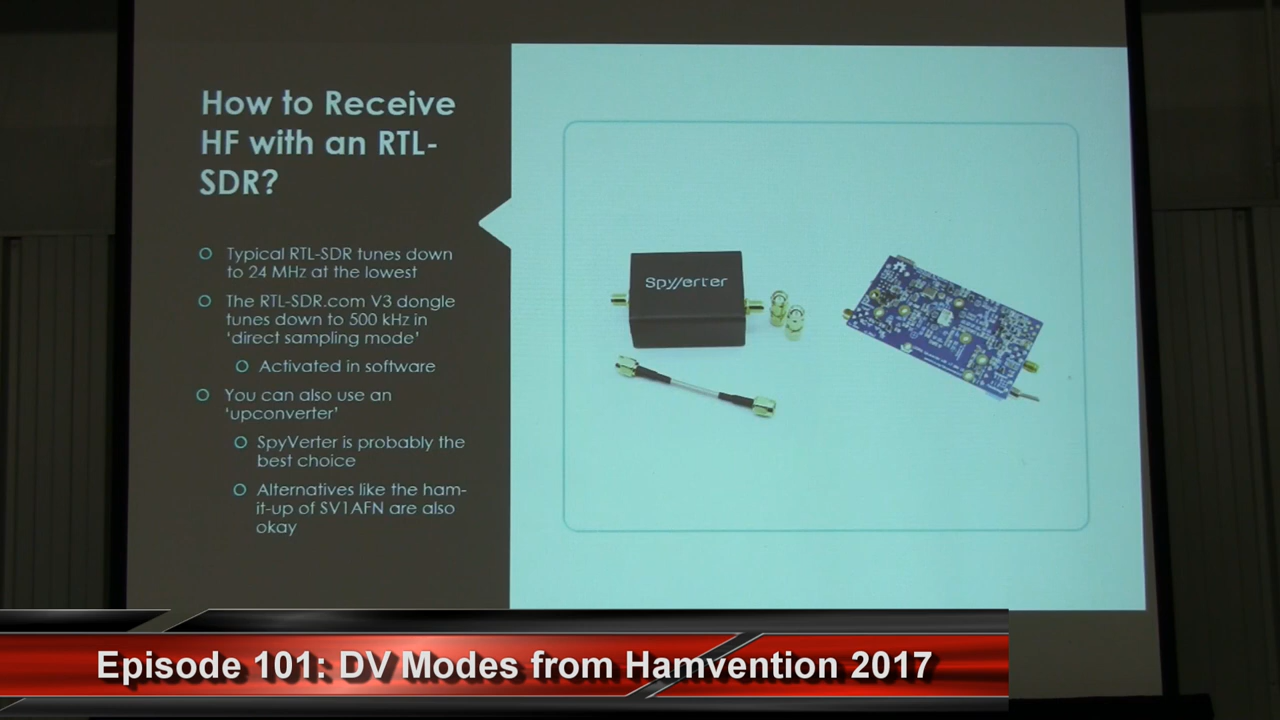 How to Receive
HF with an RTL-
SDR?
Typical RTL-SDR tunes down
to 24 MHz at the lowest
The RTL-SDR.com V3 dongle
tunes down to 500 kHz in
'direct sampling mode'
Activated in software
You can also use an
'upconverter'
SpyVerter is probably the
best choice
Alternatives like the ham-
it-up of SV1AFN are also
okay
SpyVerter
Episode 101: DV Modes from Hamvention 2017